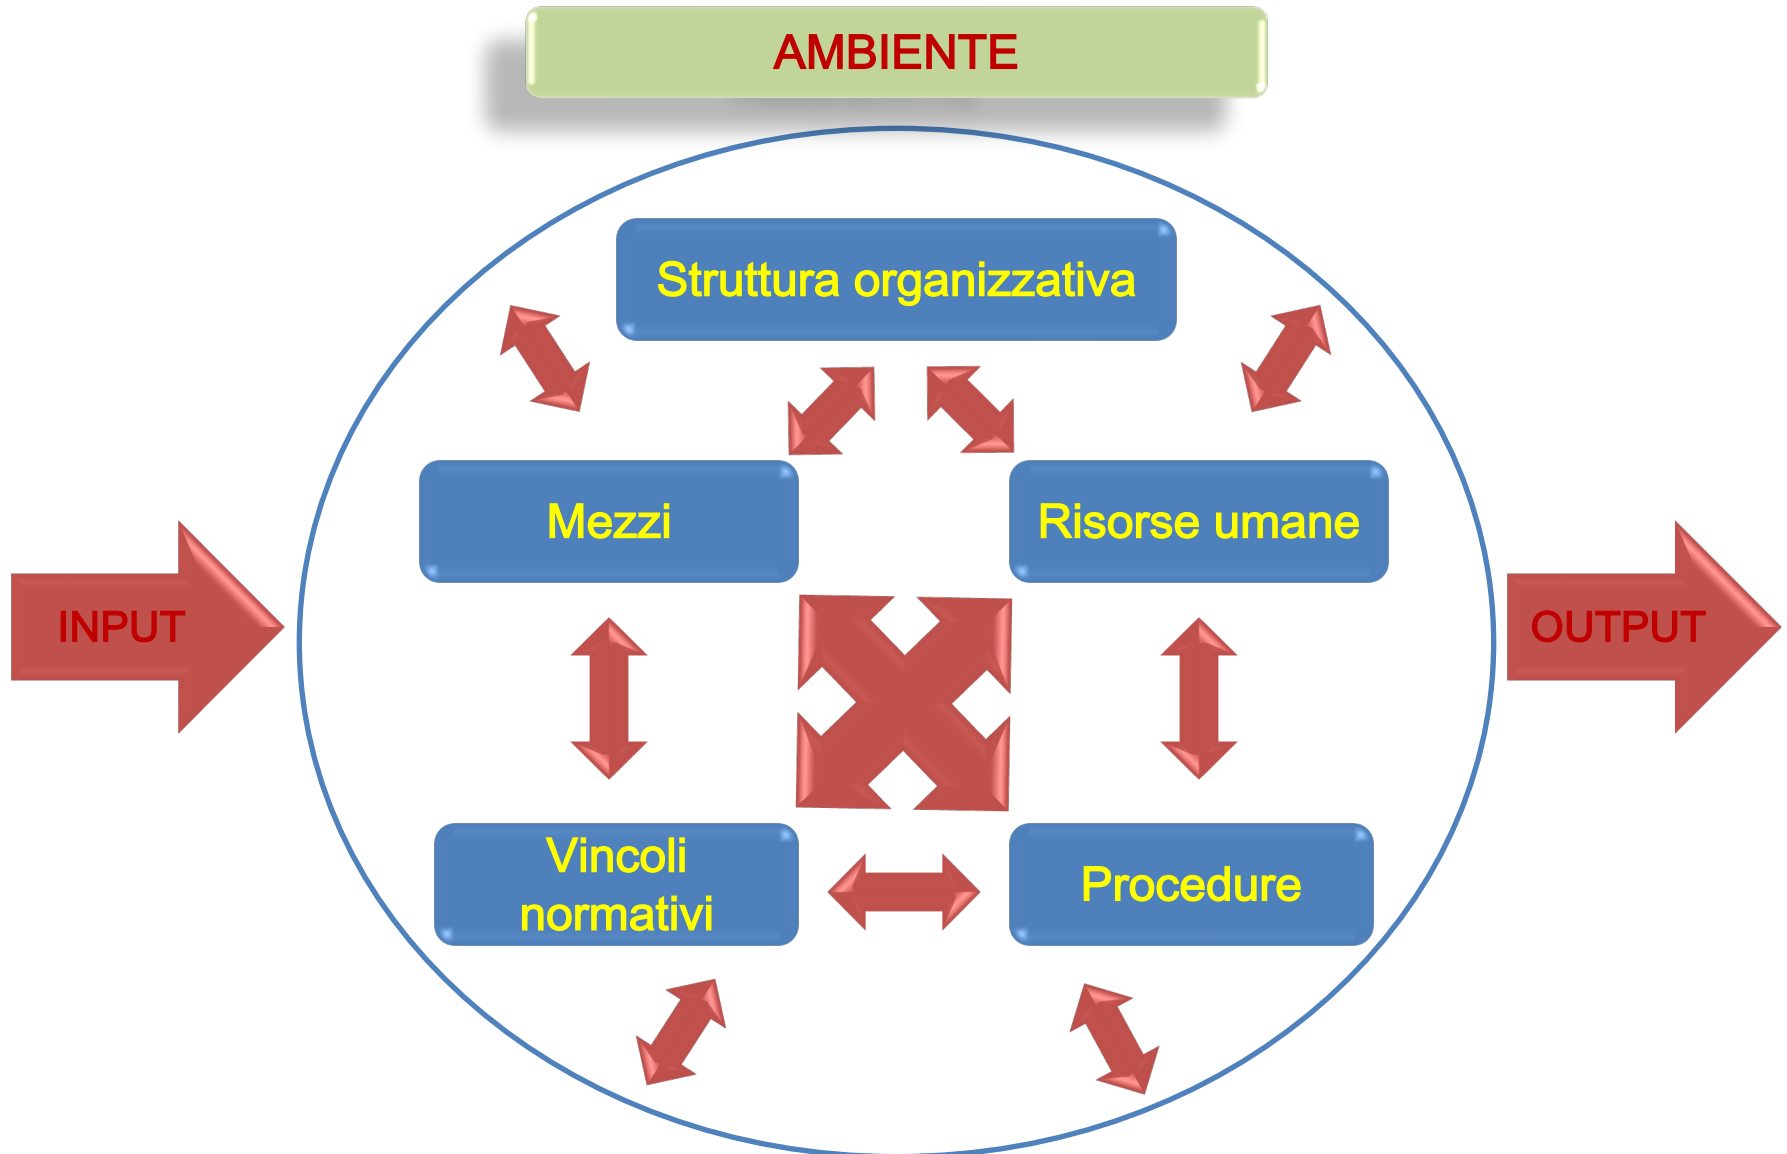 AMBIENTE
Struttura organizzativa
Mezzi
Risorse umane
INPUT
OUTPUT
Vincoli
normativi
Procedure